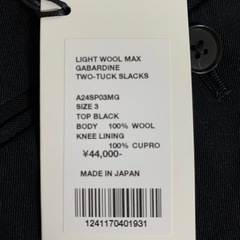 LIGHT WOOL MAX
GABARDINE
TWO-TUCK SLACKS
A24SP03MG
SIZE 3
TOP BLACK
BODY 100% WOOL
KNEE LINING
100% CUPRO
¥44,000-
MADE IN JAPAN
1241170401931